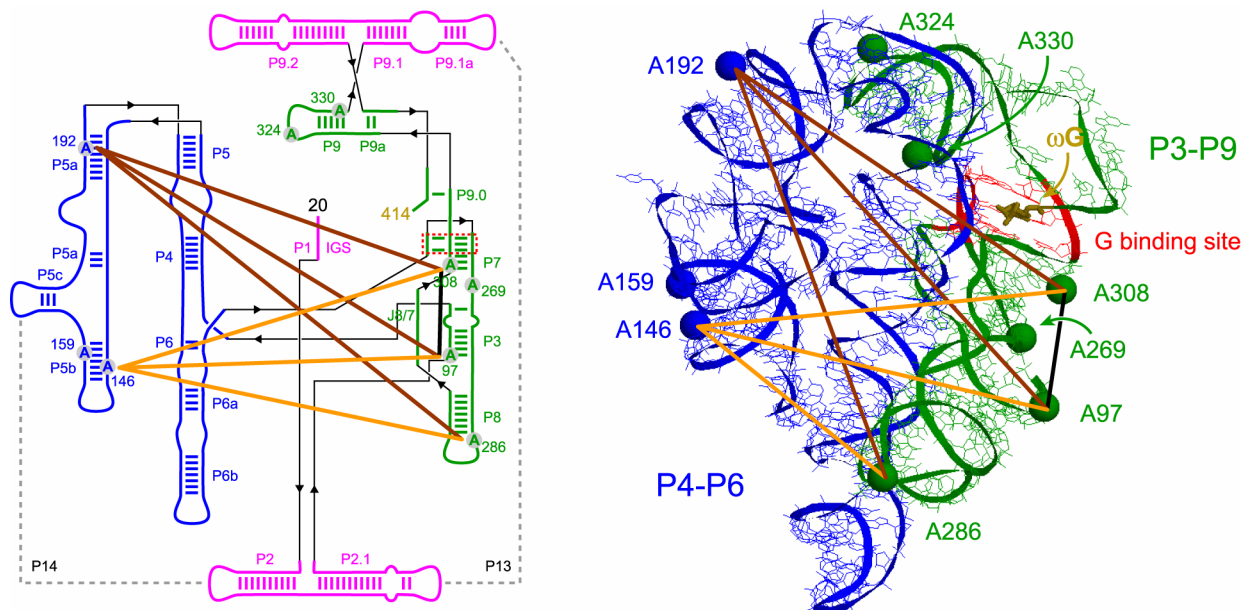 P9.2
P9.1
P9.1a
330
A
324
A
P9
P9a
192
A
P5a
P5
P9.0
414
20
P1
IGS
P4
P5a
P5c
P7
A
308
269
A
J8/7
P3
159
A
P5b
A
146
P6
A
97
P6a
P8
A
286
P6b
P14
P2
P2.1
P13
A324
A330
A192
ωG
P3-P9
G binding site
A159
A146
A308
A269
A97
P4-P6
A286